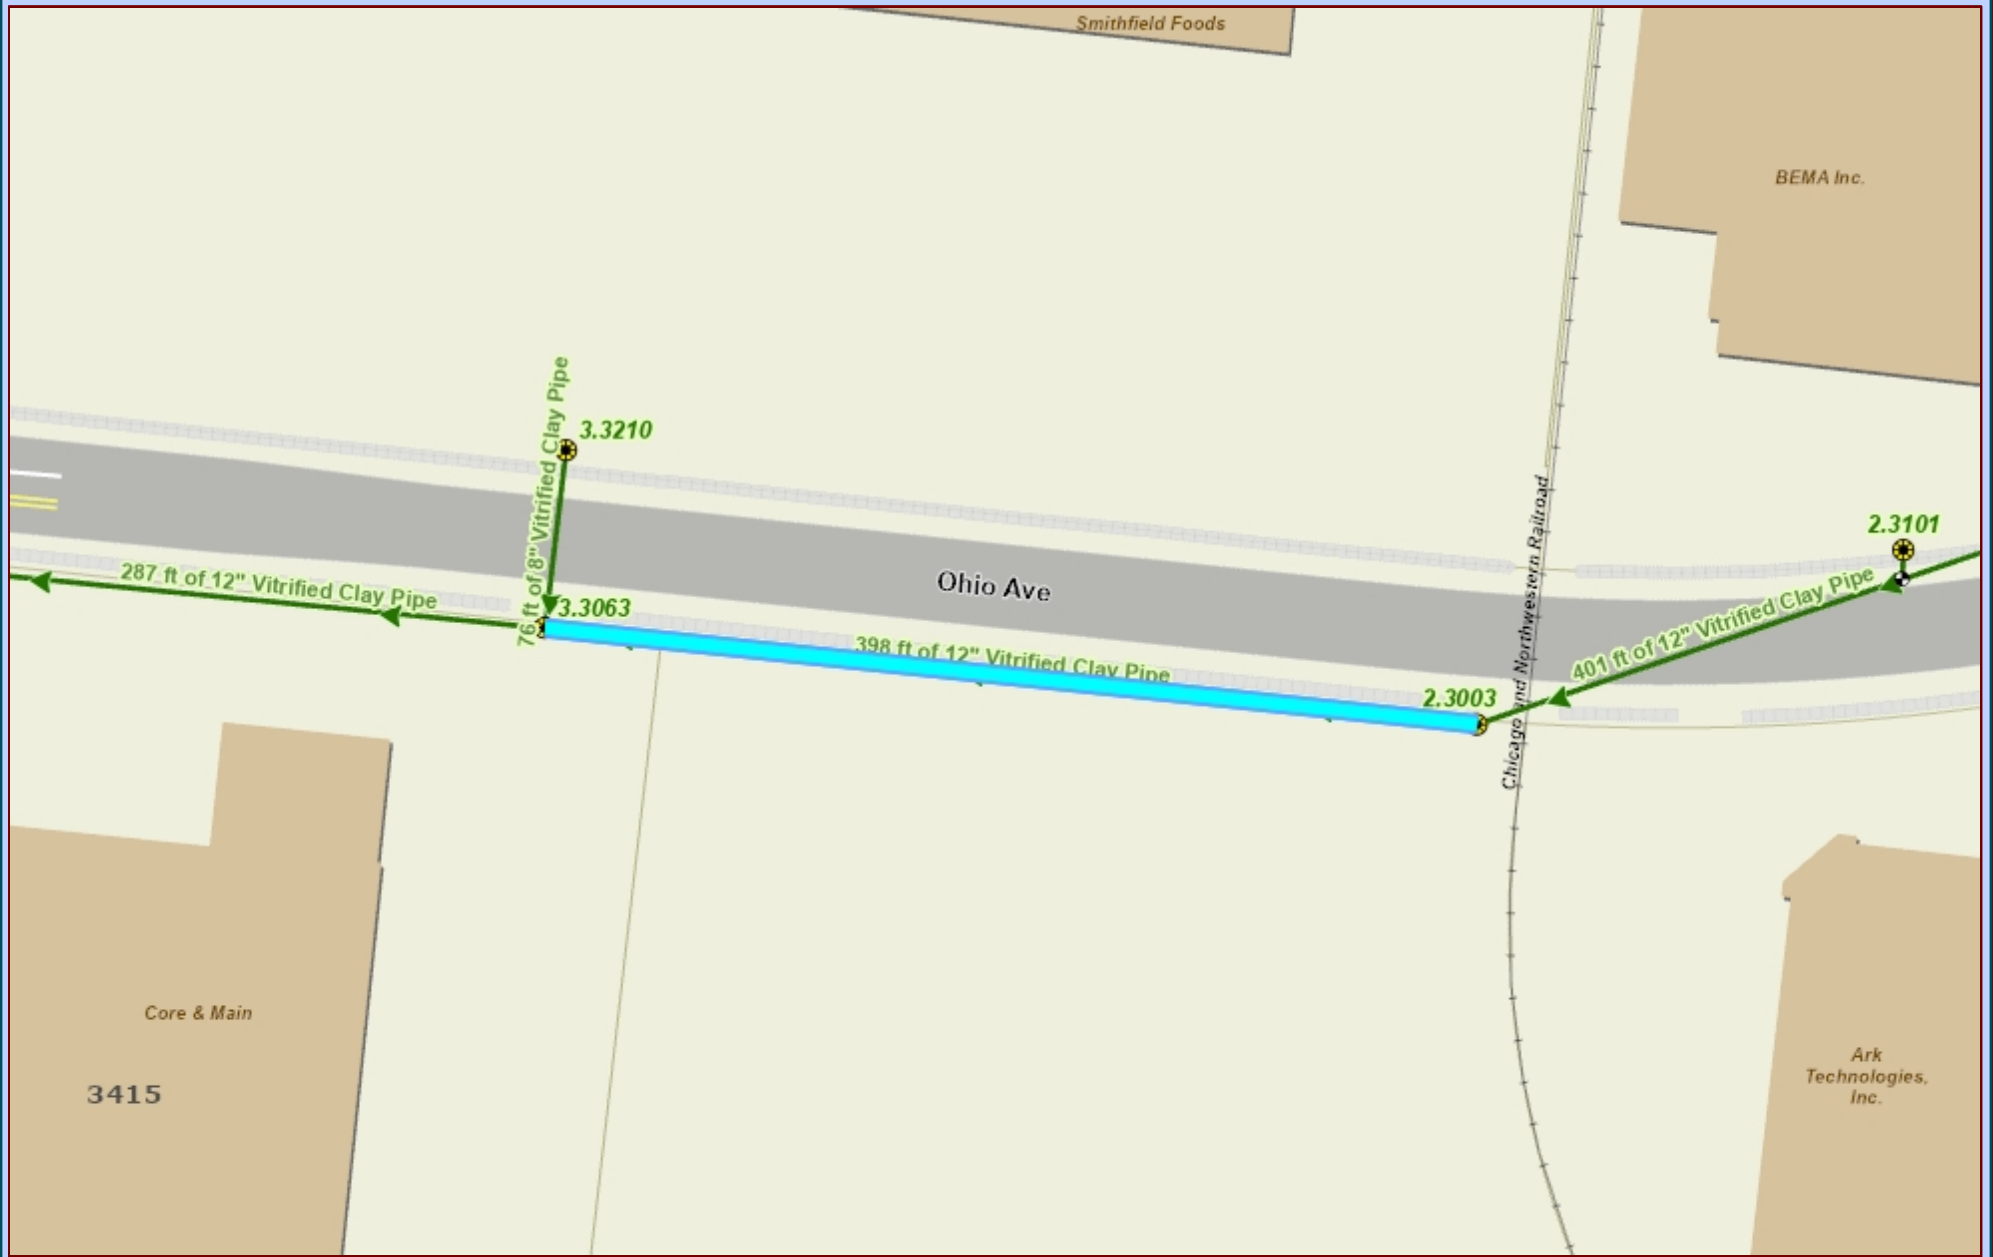 Smithfield Foods
BEMA Inc.
76 ft of 8" Vitrified Clay Pipe
3.3210
Chicago and Northwestern Railroad
2.3101
287 ft of 12" Vitrified Clay Pipe
3.3063
Ohio Ave
401 ft of 12" Vitrified Clay Pipe
398 ft of 12" Vitrified Clay Pipe
2.3003
Core & Main
3415
Ark
Technologies,
Inc.